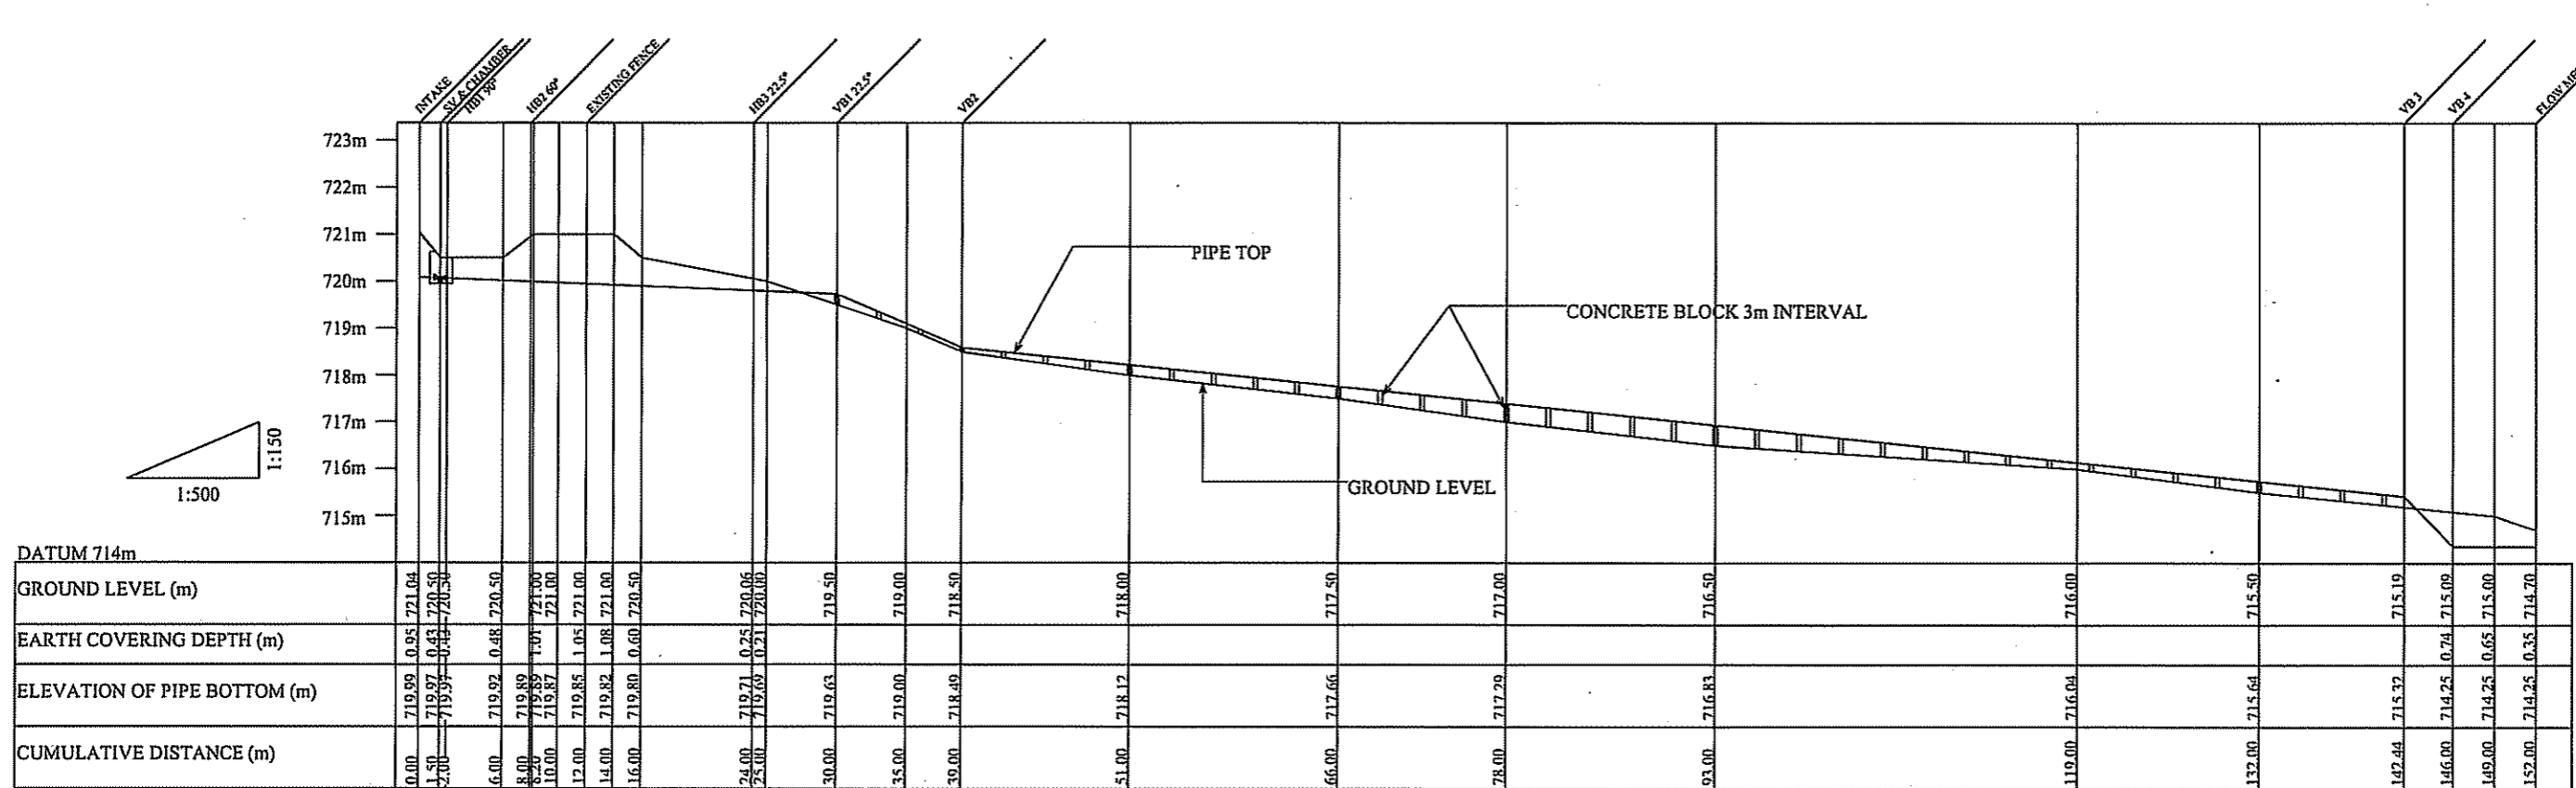 INTAKE
SV & CHAMBER
HB1 90°
HB2 60°
EXISTING FENCE
HB3 22.5°
VB1 22.5°
VB2
VB 3
VB 4
723m
722m
721m
720m
719m
718m
717m
716m
715m
PIPE TOP
CONCRETE BLOCK 3m INTERVAL
GROUND LEVEL
1:150
1:500
DATUM 714m
GROUND LEVEL (m) 721.04 720.50 720.50 720.50 721.00 721.00 721.00 721.00 720.50 720.06 720.00 719.50 719.00 718.50 718.00 717.50 717.00 716.50 716.00 715.50 715.19 715.09 715.00 714.70
EARTH COVERING DEPTH (m) 0.95 0.43 0.43 0.48 1.01 1.05 1.08 0.60 0.25 0.21 0.74 0.65 0.35
ELEVATION OF PIPE BOTTOM (m) 719.99 719.97 719.97 719.92 719.89 719.89 719.87 719.85 719.82 719.80 719.71 719.69 719.63 719.00 718.49 718.12 717.66 717.29 716.83 716.04 715.64 715.32 714.25 714.25 714.25
CUMULATIVE DISTANCE (m) 0.00 1.50 2.00 6.00 8.00 8.20 10.00 12.00 14.00 16.00 24.00 25.00 30.00 35.00 39.00 51.00 66.00 78.00 93.00 119.00 132.00 142.44 146.00 149.00 152.00